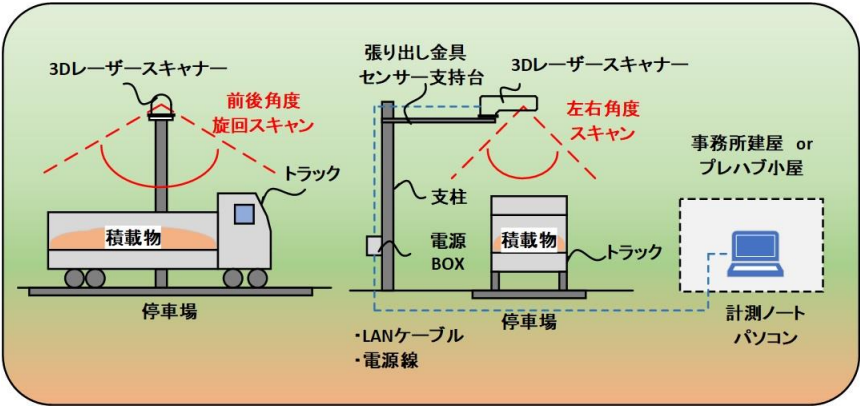 3Dレーザースキャナー
前後角度
旋回スキャン
トラック
積載物
停車場
張り出し金具
センサー支持台
3Dレーザースキャナー
左右角度
スキャン
支柱
電源
BOX
積載物
トラック
停車場
・LANケーブル
・電源線
事務所建屋 or
プレハブ小屋
計測ノート
パソコン